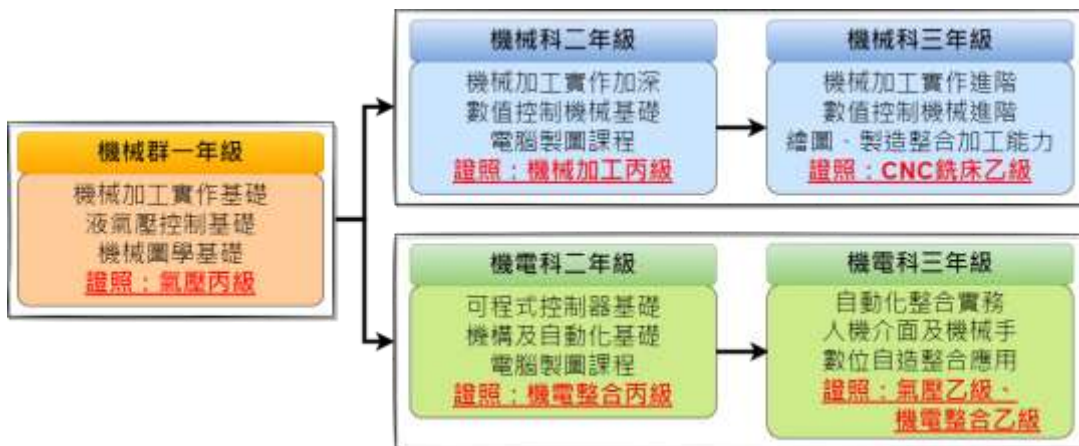 機械群一年級
機械加工實作基礎
液氣壓控制基礎
機械圖學基礎
證照：氣壓丙級
機械科二年級
機械加工實作加深
數值控制機械基礎
電腦製圖課程
證照：機械加工丙級
機械科三年級
機械加工實作進階
數值控制機械進階
繪圖、製造整合加工能力
證照：CNC銑床乙級
機電科二年級
可程式控制器基礎
機構及自動化基礎
電腦製圖課程
證照：機電整合丙級
機電科三年級
自動化整合實務
人機介面及機械手
數位自造整合應用
證照：氣壓乙級、
機電整合乙級